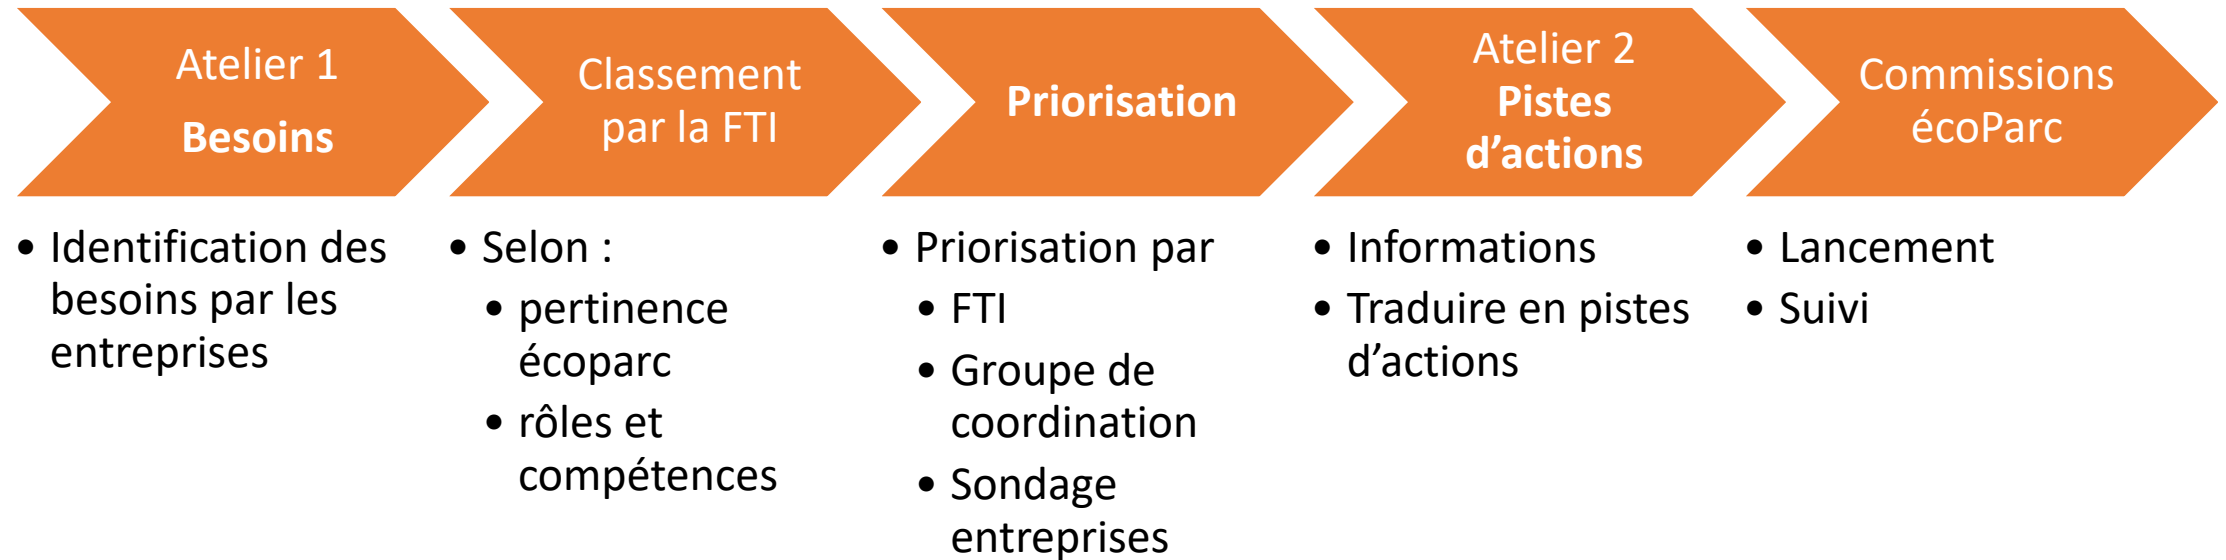 Atelier 1
Besoins
Classement
par la FTI
Priorisation
Atelier 2
Pistes
d’actions
Commissions
écoParc
• Identification des
besoins par les
entreprises
• Selon :
• pertinence
écoparc
• rôles et
compétences
• Priorisation par
• FTI
• Groupe de
coordination
• Sondage
entreprises
• Informations
• Traduire en pistes
d’actions
• Lancement
• Suivi